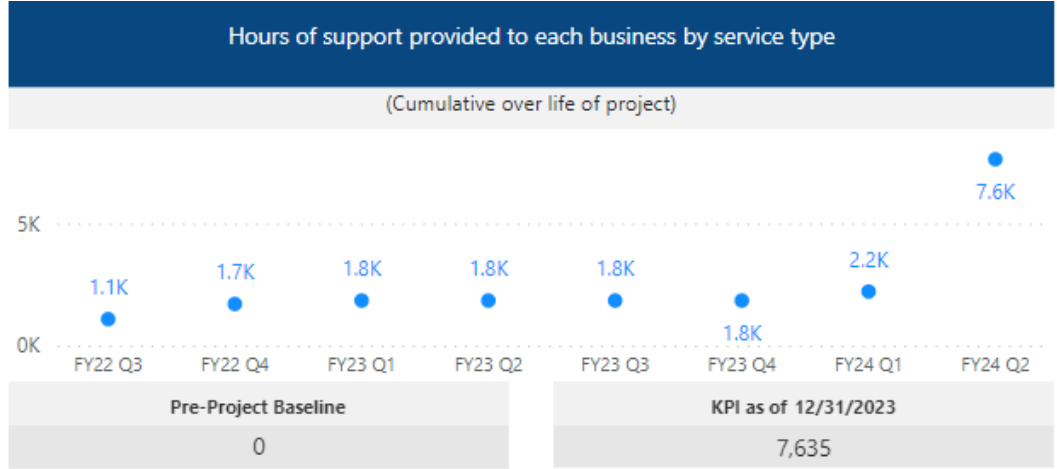 Hours of support provided to each business by service type
(Cumulative over life of project)
7.6K
5K
2.2K
1.7K 1.8K 1.8K 1.8K
1.1K
1.8K
0K
FY22 Q3 FY22 Q4 FY23 Q1 FY23 Q2 FY23 Q3 FY23 Q4 FY24 Q1 FY24 Q2
Pre-Project Baseline KPI as of 12/31/2023
0 7,635